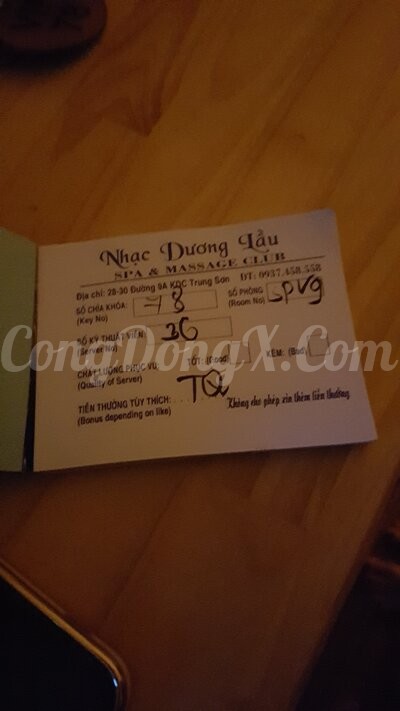 Nhạc Dương Lầu
SPA & MASSAGE CLUB
Địa chỉ: 28-30 Đường 9A KDC Trung Sơn ĐT: 0937.458.558
SỐ CHÌA KHÓA: 78 SỐ PHÒNG spvg
(Key No) (Room No)
SỐ KỸ THUẬT VIÊN: 36
(Server No)
CongDongX.Com
CHẤT LƯỢNG PHỤC VỤ: TỐT: (Good) KÉM: (Bad)
(Quality of Server)
TQ
TIỀN THƯỞNG TÙY THÍCH: Không cho phép xin thêm tiền thưởng
(Bonus depending on like)